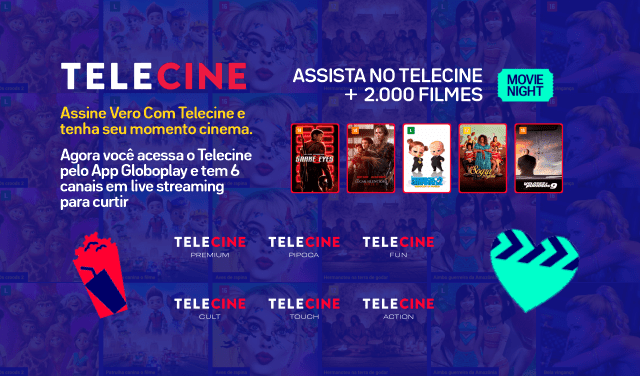 TELECINE
Assine Vero Com Telecine e
tenha seu momento cinema.
Agora você acessa o Telecine
pelo App Globoplay e tem 6
canais em live streaming
para curtir
ASSISTA NO TELECINE
+ 2.000 FILMES
MOVIE
NIGHT
SNAKE EYES
TELECINE
PREMIUM
TELECINE
PIPOCA
TELECINE
FUN
TELECINE
CULT
TELECINE
TOUCH
TELECINE
ACTION